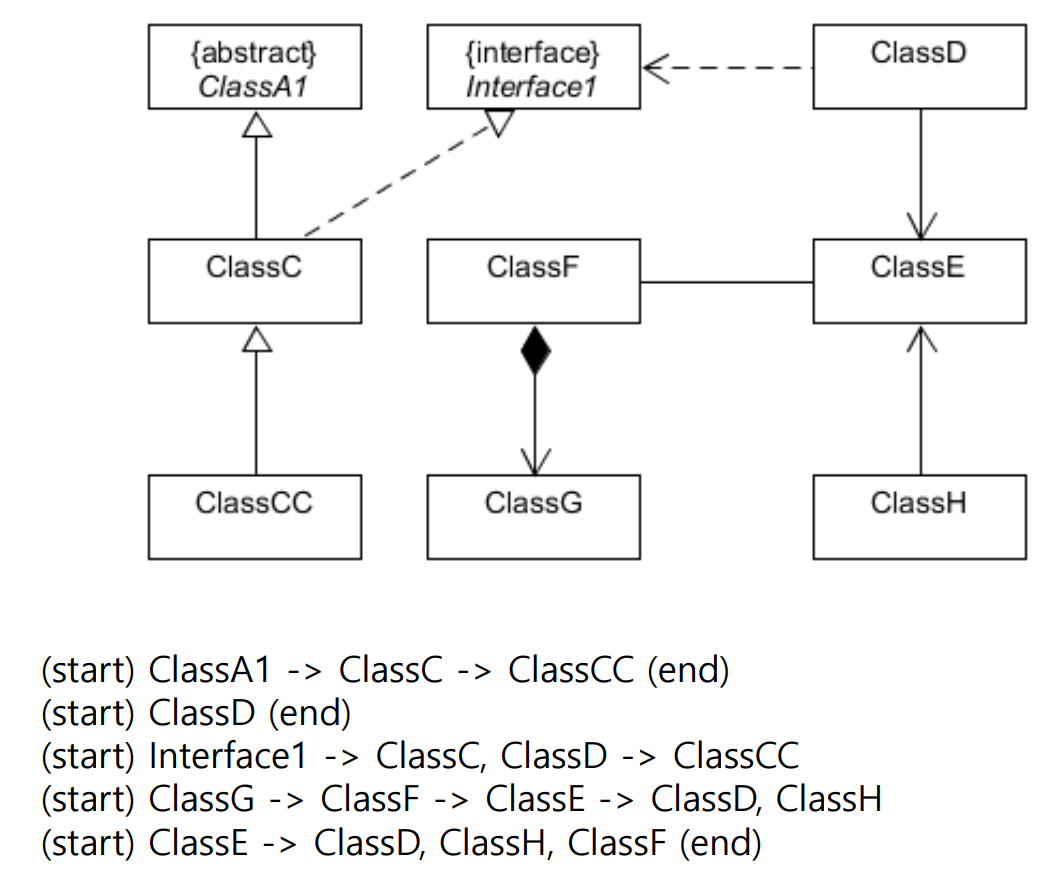 {abstract}
ClassA1
{interface}
Interface1
ClassD
ClassC
ClassF
ClassE
ClassCC
ClassG
ClassH
(start) ClassA1 -> ClassC -> ClassCC (end)
(start) ClassD (end)
(start) Interface1 -> ClassC, ClassD -> ClassCC
(start) ClassG -> ClassF -> ClassE -> ClassD, ClassH
(start) ClassE -> ClassD, ClassH, ClassF (end)